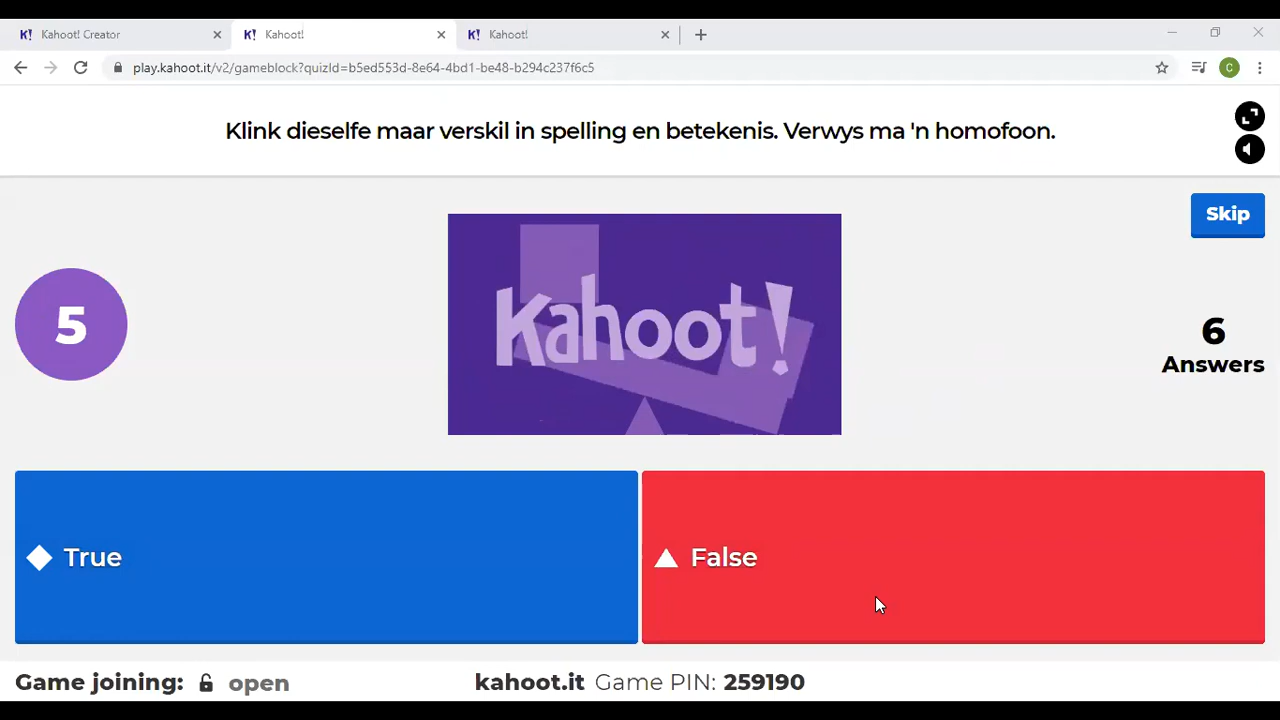 Kahoot! Creator
Kahoot!
Kahoot!
play.kahoot.it/v2/gameblock?quizId=b5ed553d-8e64-4bd1-be48-b294c237f6c5
C
Klink dieselfe maar verskil in spelling en betekenis. Verwys ma 'n homofoon.
Skip
5
Kahoot!
6
Answers
True
False
Game joining: open
kahoot.it Game PIN: 259190